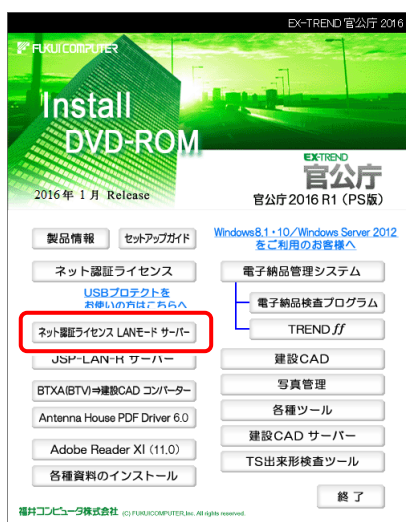 EX-TREND 官公庁 2016
FUKUI COMPUTER
Install
DVD-ROM
2016年 1月 Release
EX-TREND
官公庁
官公庁2016 R1（PS版）
製品情報
セットアップガイド
Windows8.1・10／Windows Server 2012
をご利用のお客様へ
ネット認証ライセンス
USBプロテクトを
お使いの方はこちらへ
ネット認証ライセンス LANモード サーバー
JSP-LAN-R サーバー
BTXA(BTV)⇒建設CAD コンバーター
Antenna House PDF Driver 6.0
Adobe Reader XI (11.0)
各種資料のインストール
電子納品管理システム
電子納品検査プログラム
TREND ff
建設CAD
写真管理
各種ツール
建設CAD サーバー
TS出来形検査ツール
終 了
福井コンピュータ株式会社 (C) FUKUICOMPUTER,Inc. All rights reserved.